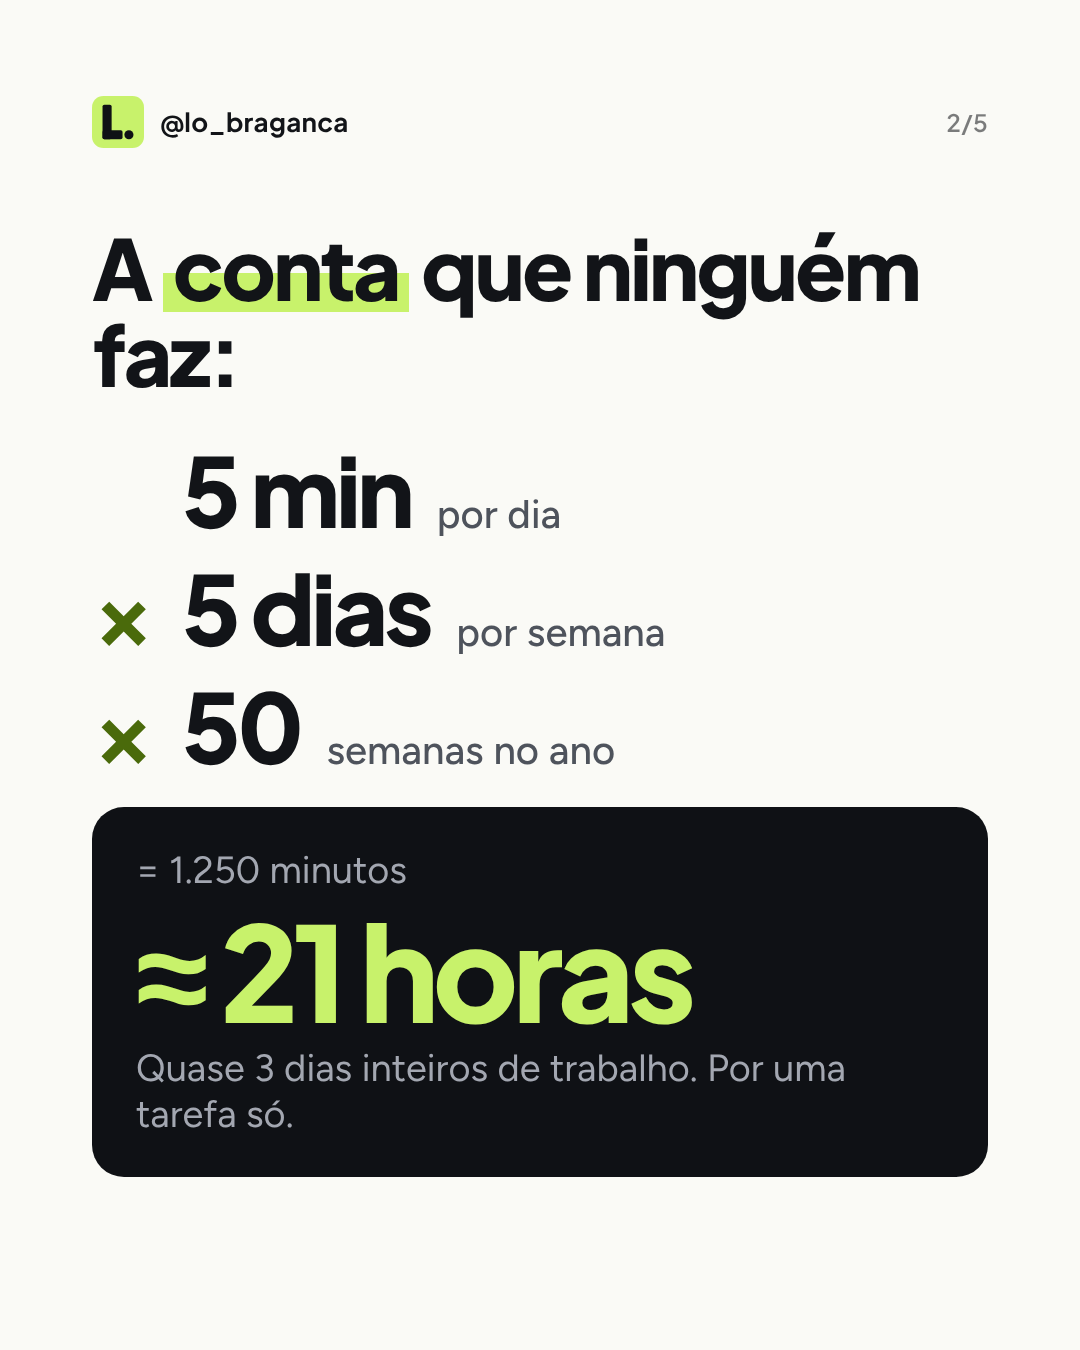 L. @lo_braganca 2/5
A conta que ninguém
faz:
5 min por dia
× 5 dias por semana
× 50 semanas no ano
= 1.250 minutos
≈ 21 horas
Quase 3 dias inteiros de trabalho. Por uma
tarefa só.